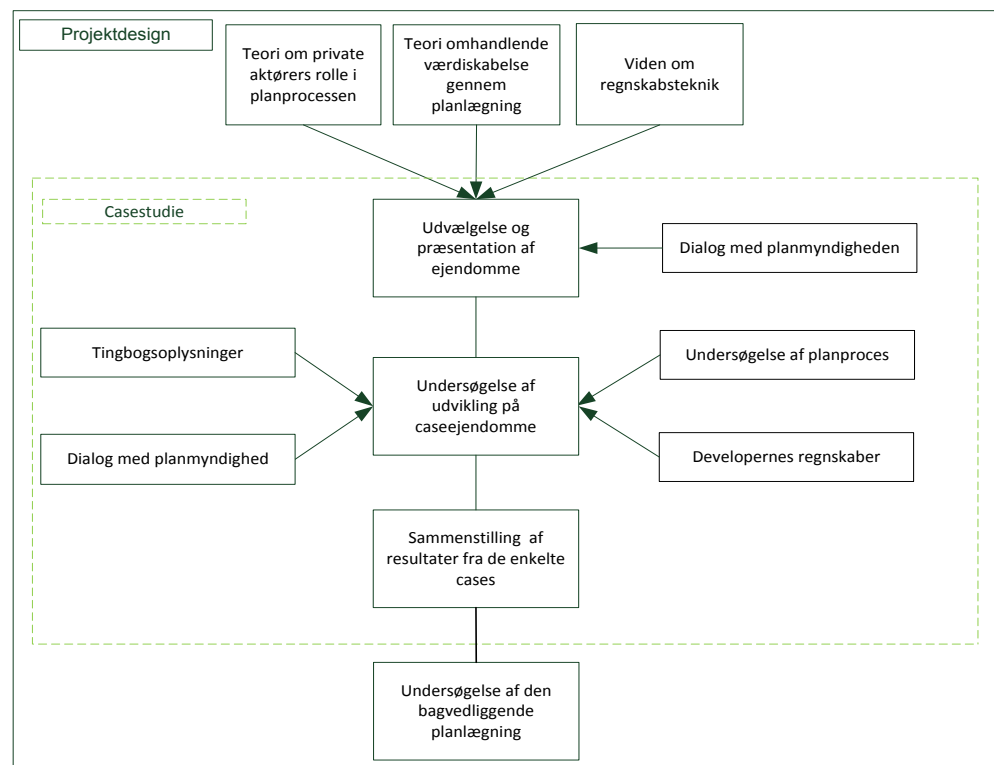 Projektdesign
Teori om private
aktørers rolle i
planprocessen
Teori omhandlende
værdiskabelse
gennem
planlægning
Viden om
regnskabsteknik
Casestudie
Udvælgelse og
præsentation af
ejendomme
Dialog med planmyndigheden
Tingbogsoplysninger
Undersøgelse af
udvikling på
caseejendomme
Undersøgelse af planproces
Dialog med planmyndighed
Developernes regnskaber
Sammenstilling af
resultater fra de enkelte
cases
Undersøgelse af den
bagvedliggende
planlægning